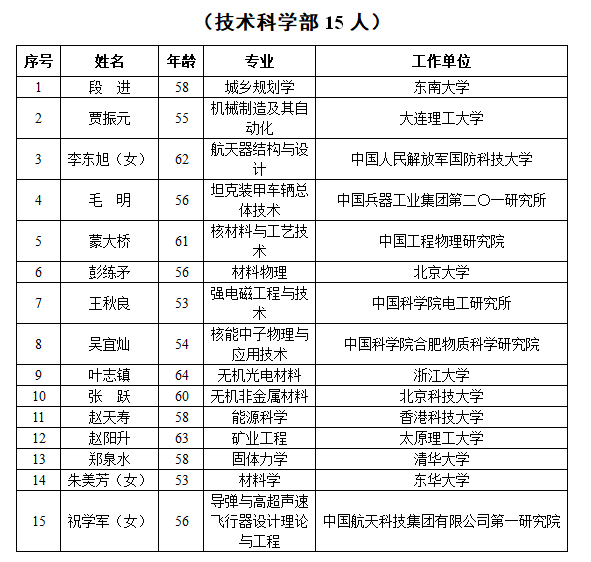 （技术科学部 15 人）
序号 姓名 年龄 专业 工作单位
1 段　进 58 城乡规划学 东南大学
2 贾振元 55 机械制造及其自
动化 大连理工大学
3 李东旭（女） 62 航天器结构与设
计 中国人民解放军国防科技大学
4 毛　明 56 坦克装甲车辆总
体技术 中国兵器工业集团第二〇一研究所
5 蒙大桥 61 核材料与工艺技
术 中国工程物理研究院
6 彭练矛 56 材料物理 北京大学
7 王秋良 53 强电磁工程与技
术 中国科学院电工研究所
8 吴宜灿 54 核能中子物理与
应用技术 中国科学院合肥物质科学研究院
9 叶志镇 64 无机光电材料 浙江大学
10 张　跃 60 无机非金属材料 北京科技大学
11 赵天寿 58 能源科学 香港科技大学
12 赵阳升 63 矿业工程 太原理工大学
13 郑泉水 58 固体力学 清华大学
14 朱美芳（女） 53 材料学 东华大学
15 祝学军（女） 56 导弹与高超声速
飞行器设计理论
与工程 中国航天科技集团有限公司第一研究院